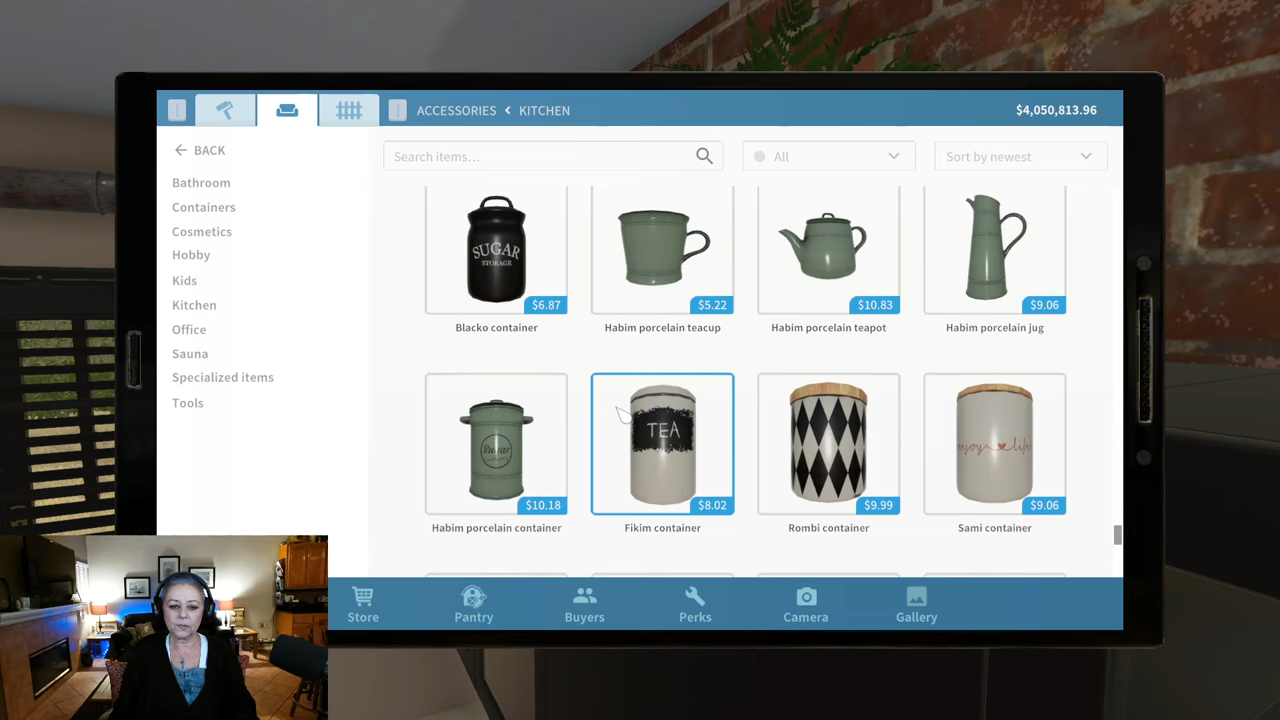 ACCESSORIES < KITCHEN
$4,050,813.96
BACK
Search items...
All
Sort by newest
Bathroom
Containers
Cosmetics
Hobby
Kids
Kitchen
Office
Sauna
Specialized items
Tools
SUGAR
STORAGE
$6.87
$5.22
$10.83
$9.06
Blacko container
Habim porcelain teacup
Habim porcelain teapot
Habim porcelain jug
Sugar
TEA
enjoy life
$10.18
$8.02
$9.99
$9.06
Habim porcelain container
Fikim container
Rombi container
Sami container
Store
Pantry
Buyers
Perks
Camera
Gallery